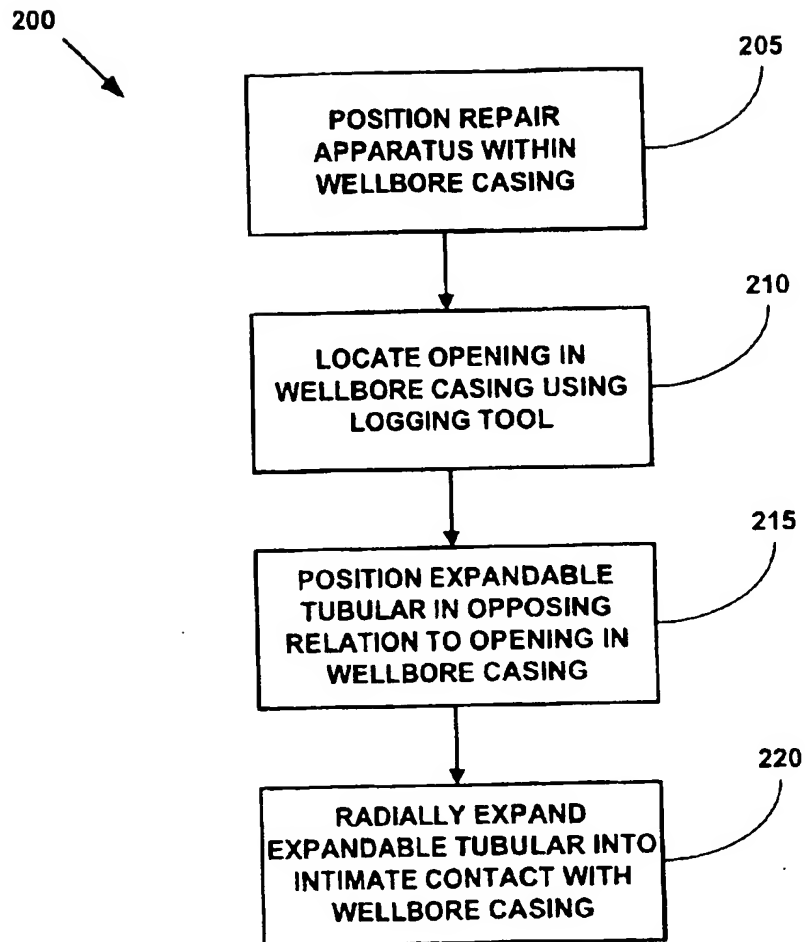 200
205
POSITION REPAIR
APPARATUS WITHIN
WELLBORE CASING
210
LOCATE OPENING IN
WELLBORE CASING USING
LOGGING TOOL
215
POSITION EXPANDABLE
TUBULAR IN OPPOSING
RELATION TO OPENING IN
WELLBORE CASING
220
RADIALLY EXPAND
EXPANDABLE TUBULAR INTO
INTIMATE CONTACT WITH
WELLBORE CASING